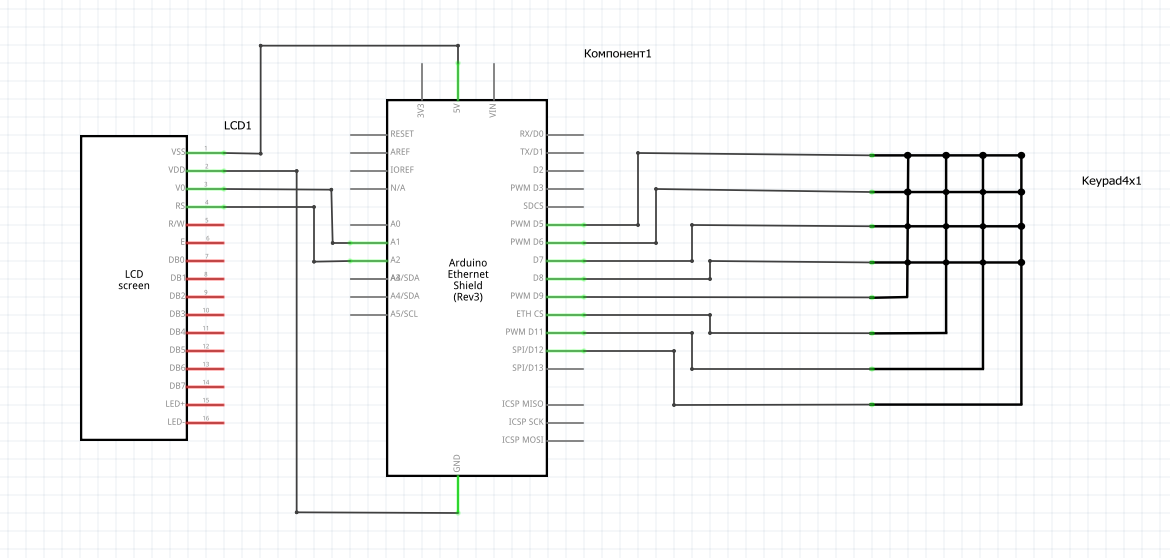 Компонент1
3V3
5V
VIN
LCD1
VSS 1
VDD 2
V0 3
RS 4
R/W 5
E 6
DB0 7
DB1 8
DB2 9
DB3 10
DB4 11
DB5 12
DB6 13
DB7 14
LED+ 15
LED- 16
LCD
screen
RESET
AREF
IOREF
N/A
A0
A1
A2
A3/SDA
A4/SDA
A5/SCL
Arduino
Ethernet
Shield
(Rev3)
RX/D0
TX/D1
D2
PWM D3
SDCS
PWM D5
PWM D6
D7
D8
PWM D9
ETH CS
PWM D11
SPI/D12
SPI/D13
ICSP MISO
ICSP SCK
ICSP MOSI
GND
Keypad4x1